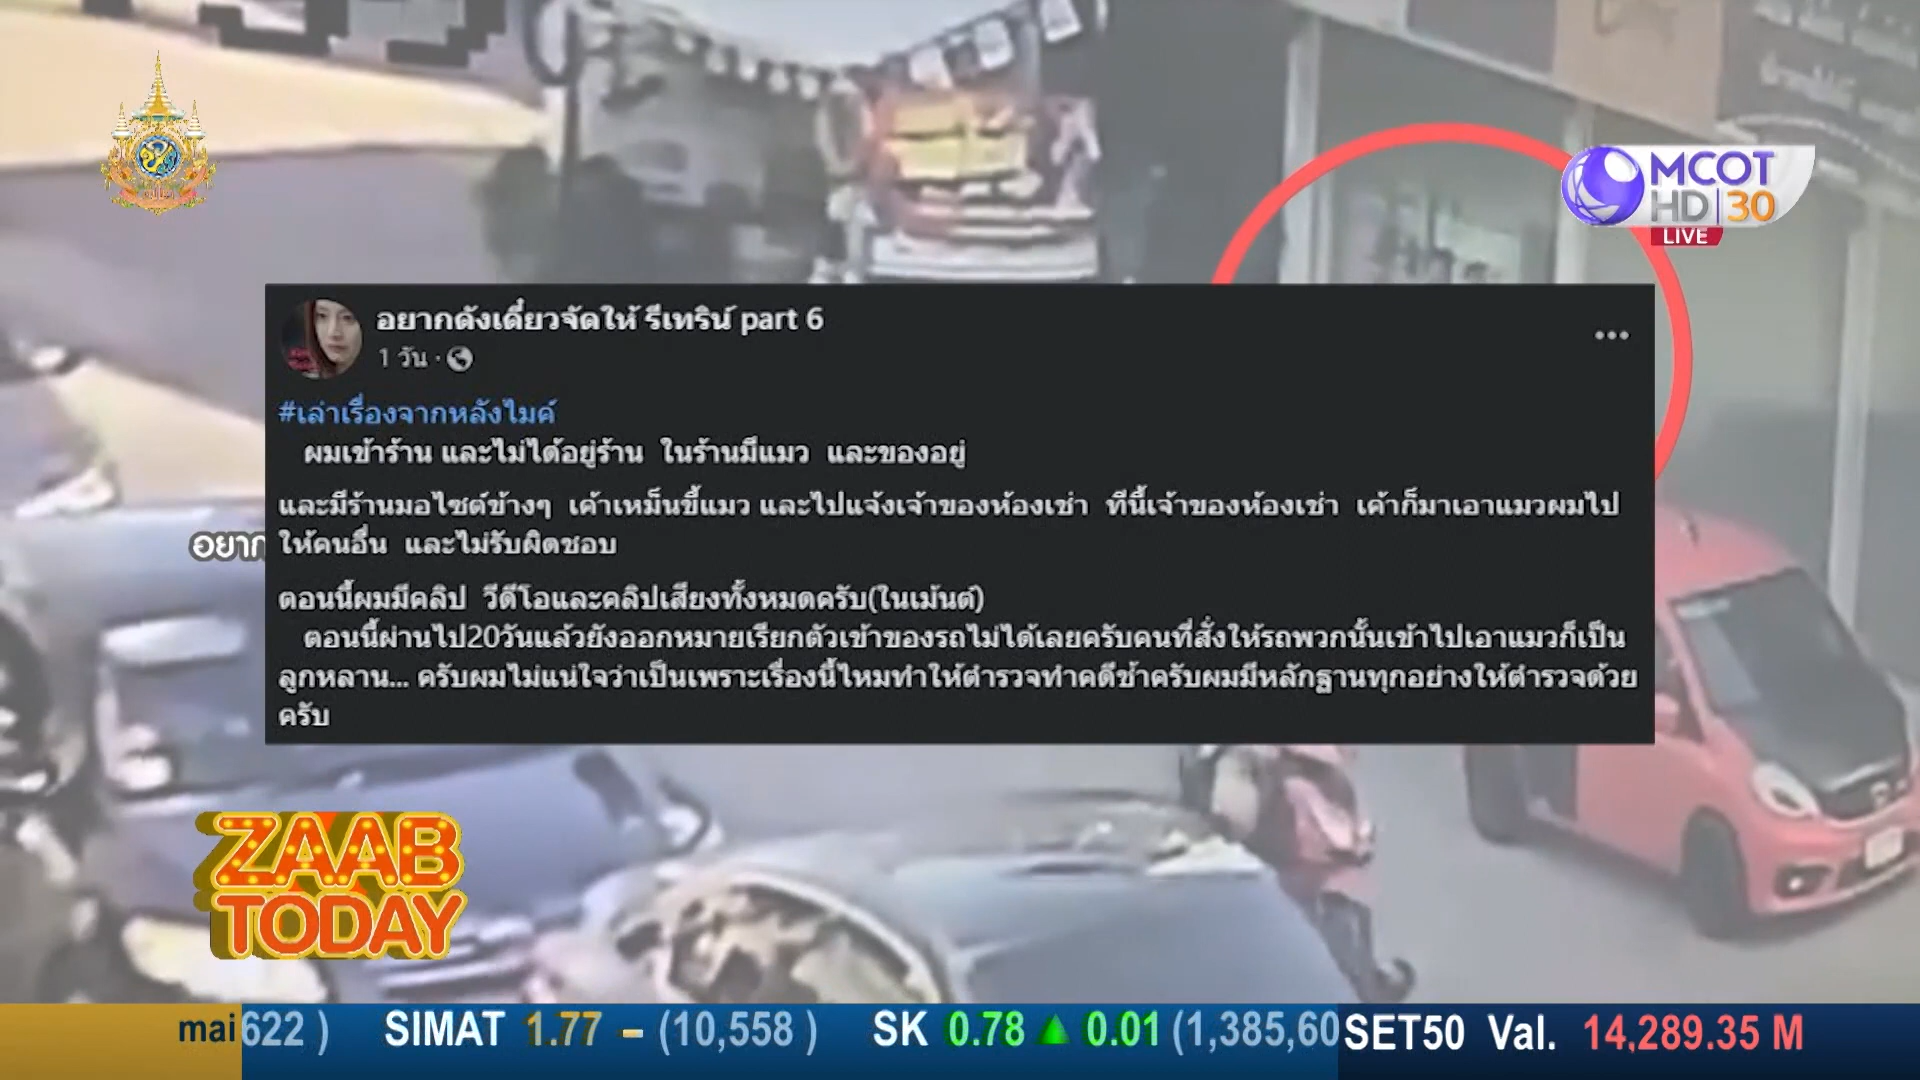 MCOT
HD 30
LIVE
อยากดังเดี๋ยวจัดให้ รีเทริน์ part 6
1 วัน
#เล่าเรื่องจากหลังไมค์
ผมเข้าร้าน และไม่ได้อยู่ร้าน ในร้านมีแมว และของอยู่
และมีร้านมอไซต์ข้างๆ เค้าเหม็นขี้แมว และไปแจ้งเจ้าของห้องเช่า ทีนี้เจ้าของห้องเช่า เค้าก็มาเอาแมวผมไป
ให้คนอื่น และไม่รับผิดชอบ
อยาก
ตอนนี้ผมมีคลิป วีดีโอและคลิปเสียงทั้งหมดครับ(ในเม้นต์)
ตอนนี้ผ่านไป20วันแล้วยังออกหมายเรียกตัวเข้าของรถไม่ได้เลยครับคนที่สั่งให้รถพวกนั้นเข้าไปเอาแมวก็เป็น
ลูกหลาน... ครับผมไม่แน่ใจว่าเป็นเพราะเรื่องนี้ไหมทำให้ตำรวจทำคดีช้าครับผมมีหลักฐานทุกอย่างให้ตำรวจด้วย
ครับ
ZAAB
TODAY
mai 622 ) SIMAT 1.77 – (10,558 ) SK 0.78 ▲ 0.01 (1,385,60 SET50 Val. 14,289.35 M